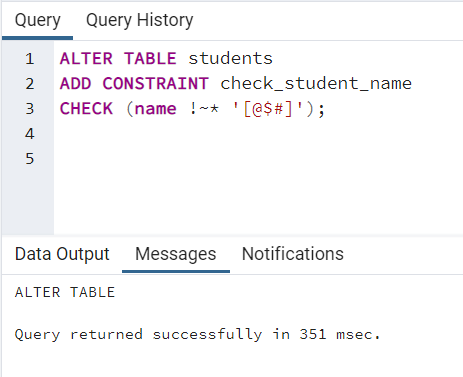 Query Query History
1 ALTER TABLE students
2 ADD CONSTRAINT check_student_name
3 CHECK (name !~* '[@$#]');
4
5
Data Output Messages Notifications
ALTER TABLE
Query returned successfully in 351 msec.